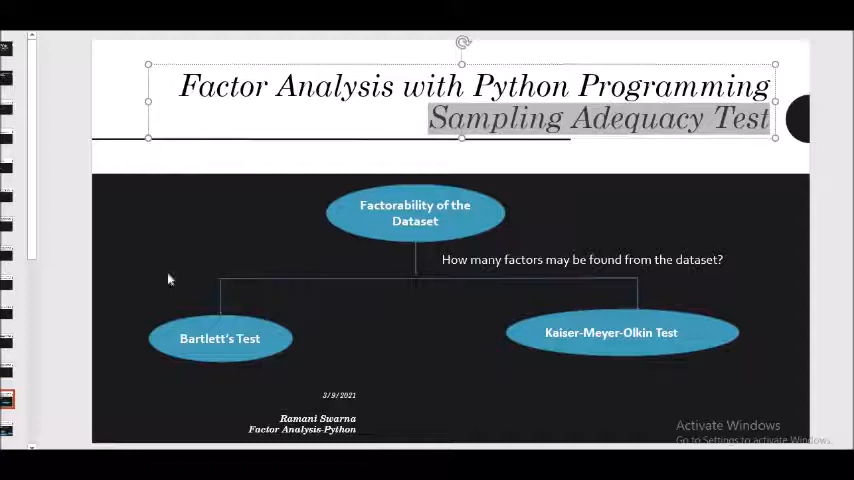 Factor Analysis with Python Programming
Sampling Adequacy Test
Factorability of the
Dataset
How many factors may be found from the dataset?
Bartlett's Test
Kaiser-Meyer-Olkin Test
3/9/2021
Ramani Swarna
Factor Analysis-Python
Activate Windows
Go to Settings to activate Windows.